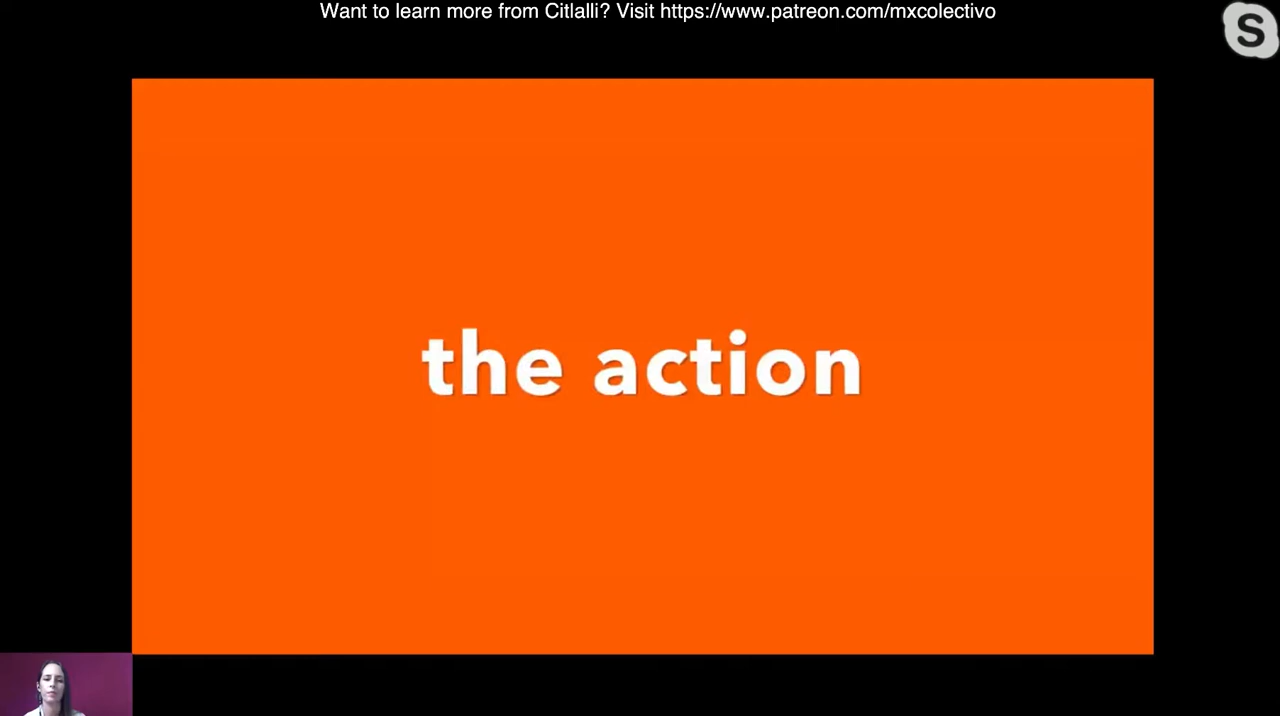 Want to learn more from Citlalli? Visit https://www.patreon.com/mxcolectivo
S
the action